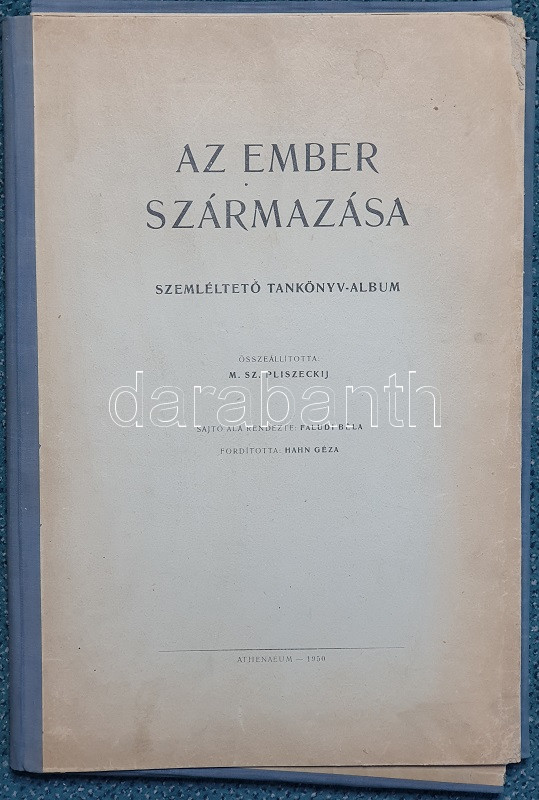 AZ EMBER
SZÁRMAZÁSA
SZEMLÉLTETŐ TANKÖNYV-ALBUM
ÖSSZEÁLLÍTOTTA:
M. SZ. PLISZECKIJ
darabanth
SAJTÓ ALÁ RENDEZTE: PALUDI BÉLA
FORDÍTOTTA: HAHN GÉZA
ATHENAEUM — 1950